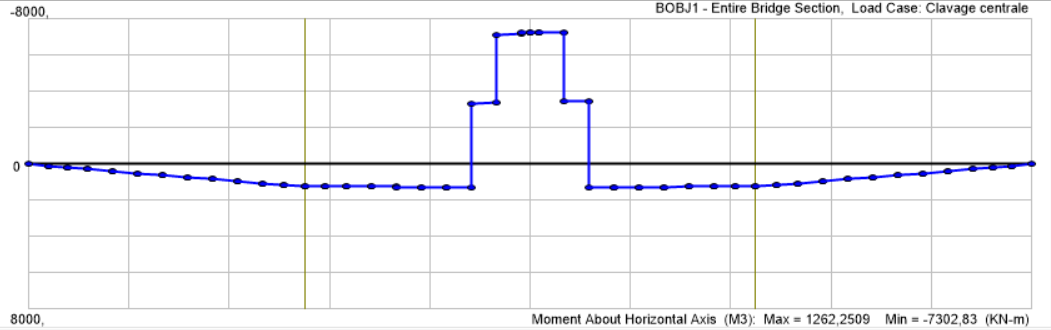 -8000,
BOBJ1 - Entire Bridge Section, Load Case: Clavage centrale
0
8000,
Moment About Horizontal Axis (M3): Max = 1262,2509 Min = -7302,83 (KN-m)